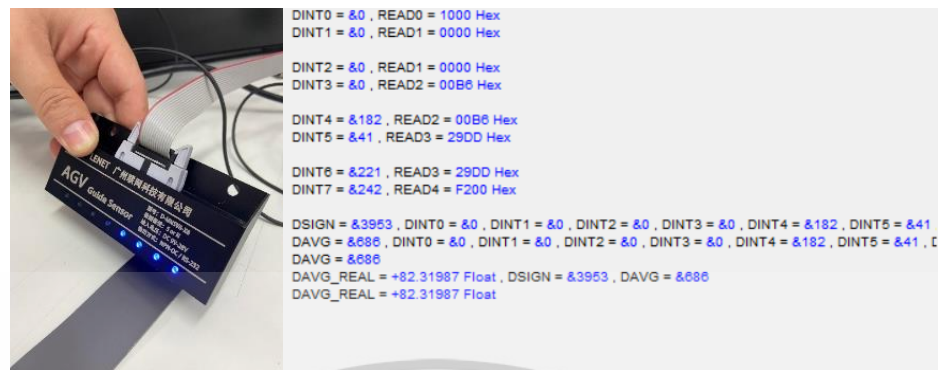 LENET 广州联网科技有限公司
AGV Guide Sensor
DINT0 = &0 , READ0 = 1000 Hex
DINT1 = &0 , READ1 = 0000 Hex
DINT2 = &0 , READ1 = 0000 Hex
DINT3 = &0 , READ2 = 00B6 Hex
DINT4 = &182 , READ2 = 00B6 Hex
DINT5 = &41 , READ3 = 29DD Hex
DINT6 = &221 , READ3 = 29DD Hex
DINT7 = &242 , READ4 = F200 Hex
DSIGN = &3953 , DINT0 = &0 , DINT1 = &0 , DINT2 = &0 , DINT3 = &0 , DINT4 = &182 , DINT5 = &41
DAVG = &686 , DINT0 = &0 , DINT1 = &0 , DINT2 = &0 , DINT3 = &0 , DINT4 = &182 , DINT5 = &41 ,
DAVG = &686
DAVG_REAL = +82.31987 Float , DSIGN = &3953 , DAVG = &686
DAVG_REAL = +82.31987 Float